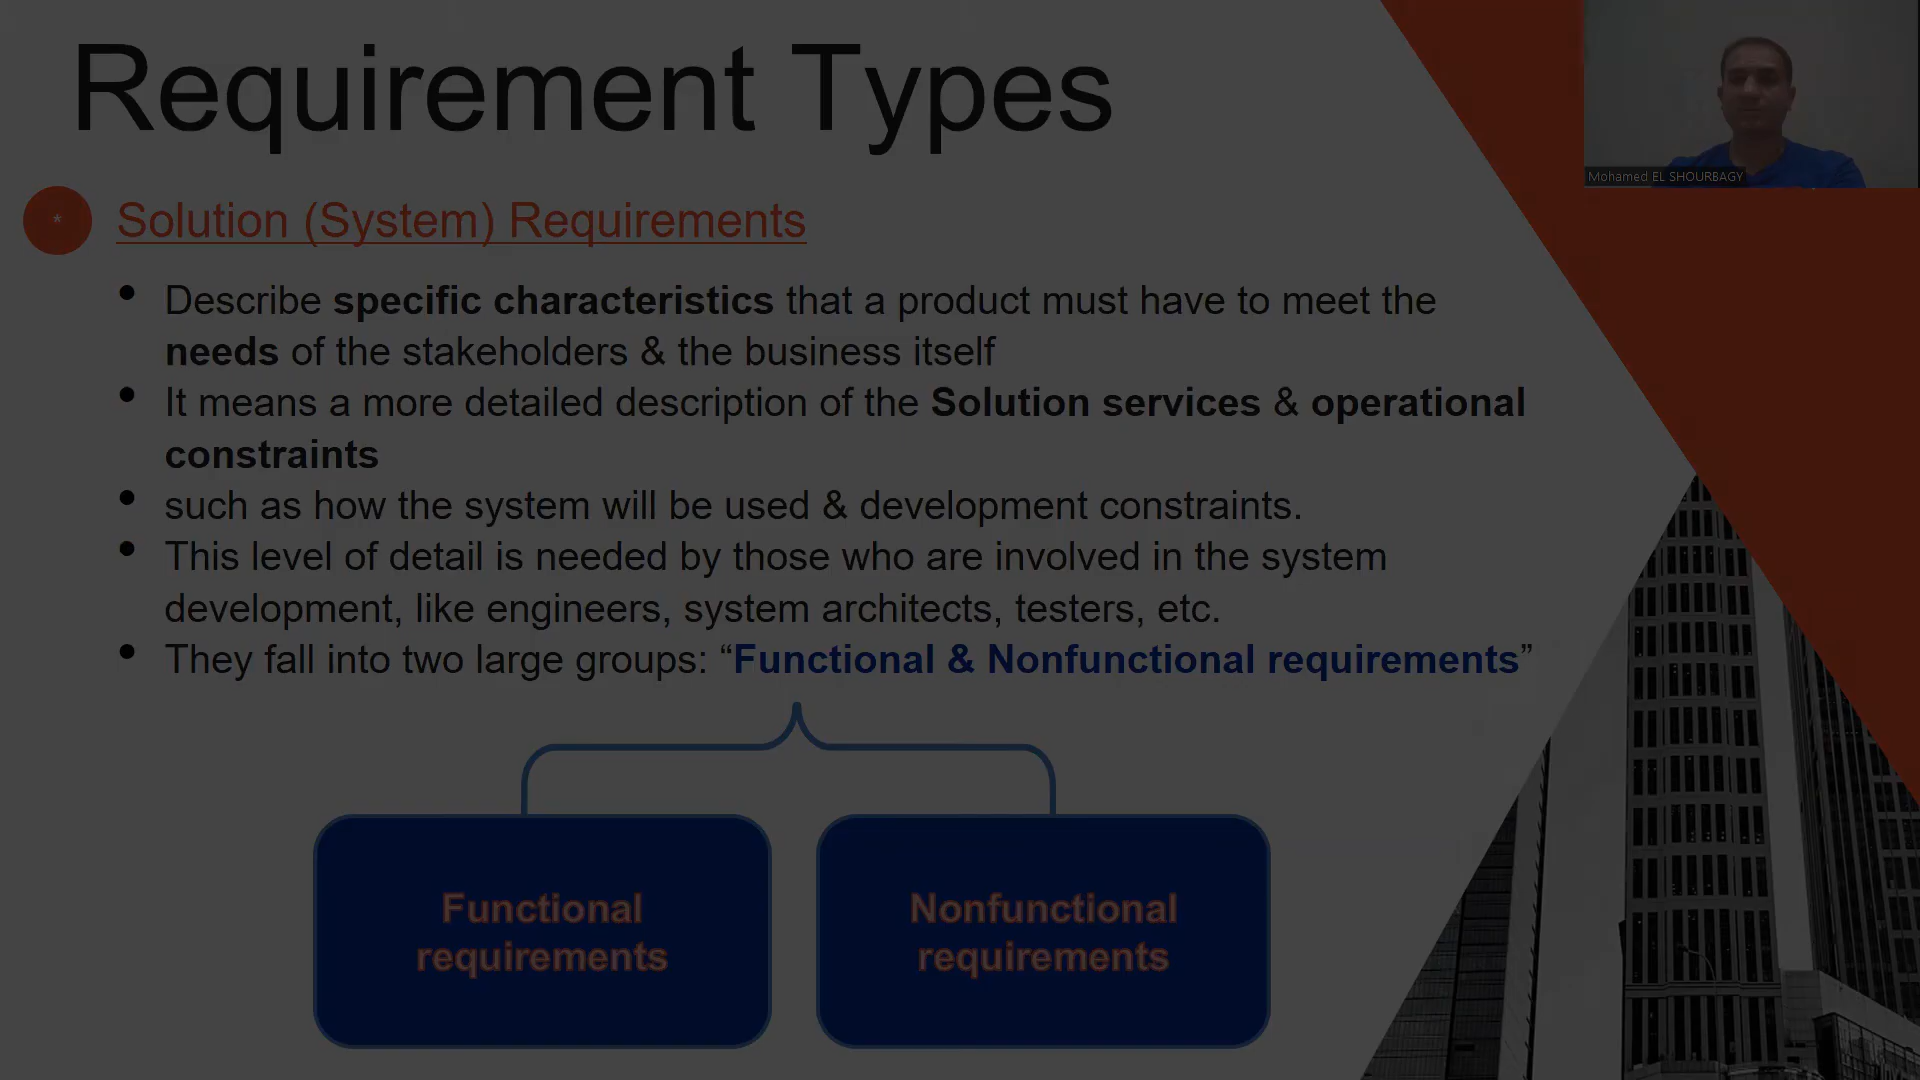 Requirement Types
Mohamed EL SHOURBAGY
*
Solution (System) Requirements
• Describe specific characteristics that a product must have to meet the
needs of the stakeholders & the business itself
• It means a more detailed description of the Solution services & operational
constraints
• such as how the system will be used & development constraints.
• This level of detail is needed by those who are involved in the system
development, like engineers, system architects, testers, etc.
• They fall into two large groups: “Functional & Nonfunctional requirements”
Functional
requirements
Nonfunctional
requirements